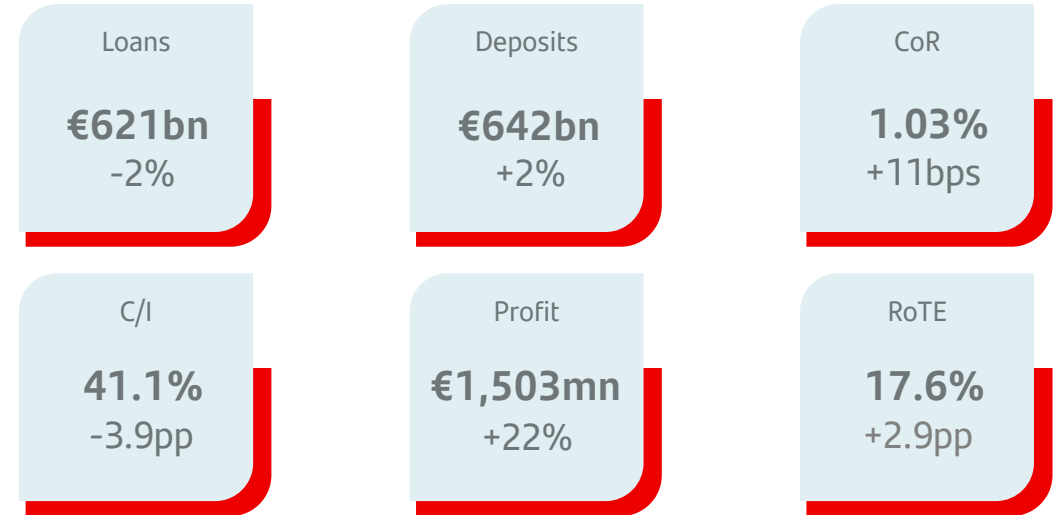 Loans
€621bn
-2%
Deposits
€642bn
+2%
CoR
1.03%
+11bps
C/I
41.1%
-3.9pp
Profit
€1,503mn
+22%
RoTE
17.6%
+2.9pp